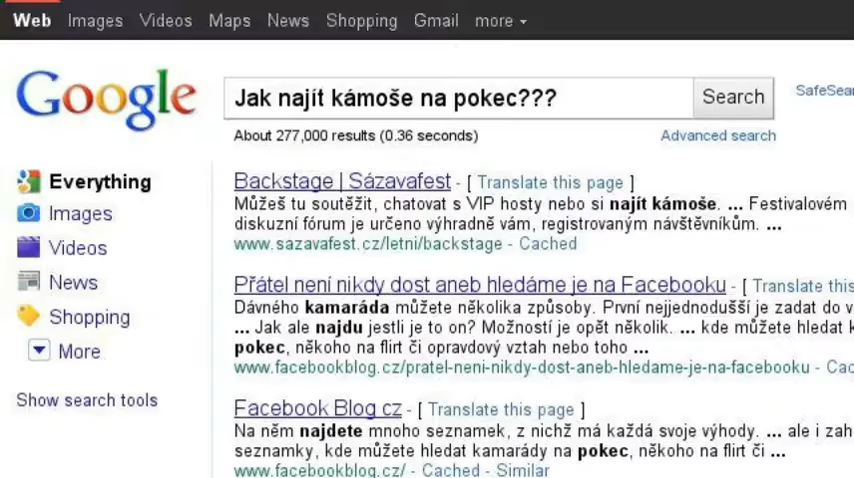 Web Images Videos Maps News Shopping Gmail more
Google
Jak najít kámoše na pokec???
Search
SafeSear
About 277,000 results (0.36 seconds)
Advanced search
Everything
Images
Videos
News
Shopping
More
Show search tools
Backstage | Sázavafest - [ Translate this page ]
Můžeš tu soutěžit, chatovat s VIP hosty nebo si najít kámoše. ... Festivalovém
diskuzní fórum je určeno výhradně vám, registrovaným návštěvníkům. ...
www.sazavafest.cz/letni/backstage - Cached
Přátel není nikdy dost aneb hledáme je na Facebooku - [ Translate this
Dávného kamaráda můžete několika způsoby. První nejjednodušší je zadat do v
... Jak ale najdu jestli je to on? Možností je opět několik. ... kde můžete hledat k
pokec, někoho na flirt či opravdový vztah nebo toho ...
www.facebookblog.cz/pratel-neni-nikdy-dost-aneb-hledame-je-na-facebooku - Cac
Facebook Blog cz - [ Translate this page ]
Na něm najdete mnoho seznamek, z nichž má každá svoje výhody. ... ale i zah
seznamky, kde můžete hledat kamarády na pokec, někoho na flirt či ...
www.facebookblog.cz/ - Cached - Similar